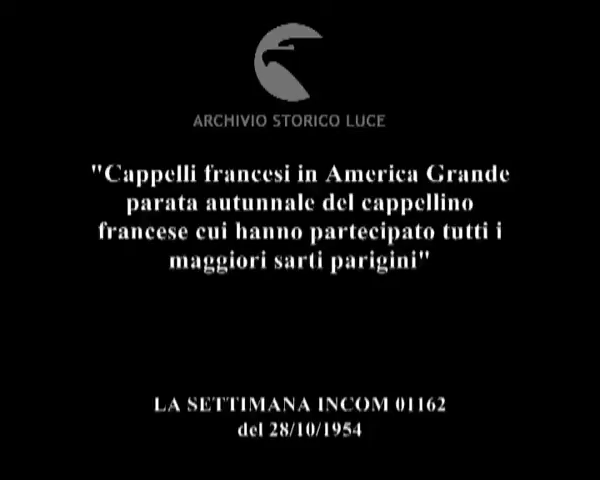 ARCHIVIO STORICO LUCE
"Cappelli francesi in America Grande
parata autunnale del cappellino
francese cui hanno partecipato tutti i
maggiori sarti parigini"
LA SETTIMANA INCOM 01162
del 28/10/1954